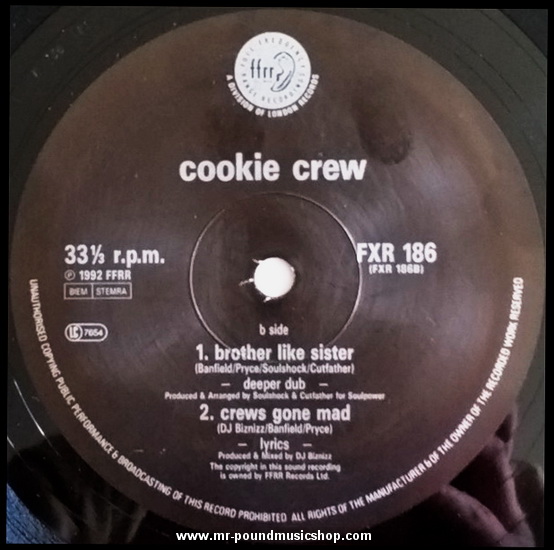 FULL FREQUENCY RANGE RECORDINGS
ffrr
A DIVISION OF LONDON RECORDS
cookie crew
33⅓ r.p.m.
℗ 1992 FFRR
BIEM STEMRA
LC 7654
FXR 186
(FXR 186B)
b side
1. brother like sister
(Banfield/Pryce/Soulshock/Cutfather)
– deeper dub –
Produced & Arranged by Soulshock & Cutfather for Soulpower
2. crews gone mad
(DJ Biznizz/Banfield/Pryce)
– lyrics –
Produced & Mixed by DJ Biznizz
The copyright in this sound recording
is owned by FFRR Records Ltd.
UNAUTHORISED COPYING PUBLIC PERFORMANCE & BROADCASTING OF THIS RECORD PROHIBITED ALL RIGHTS OF THE MANUFACTURER & OF THE OWNER OF THE RECORDED WORK RESERVED
www.mr-poundmusicshop.com